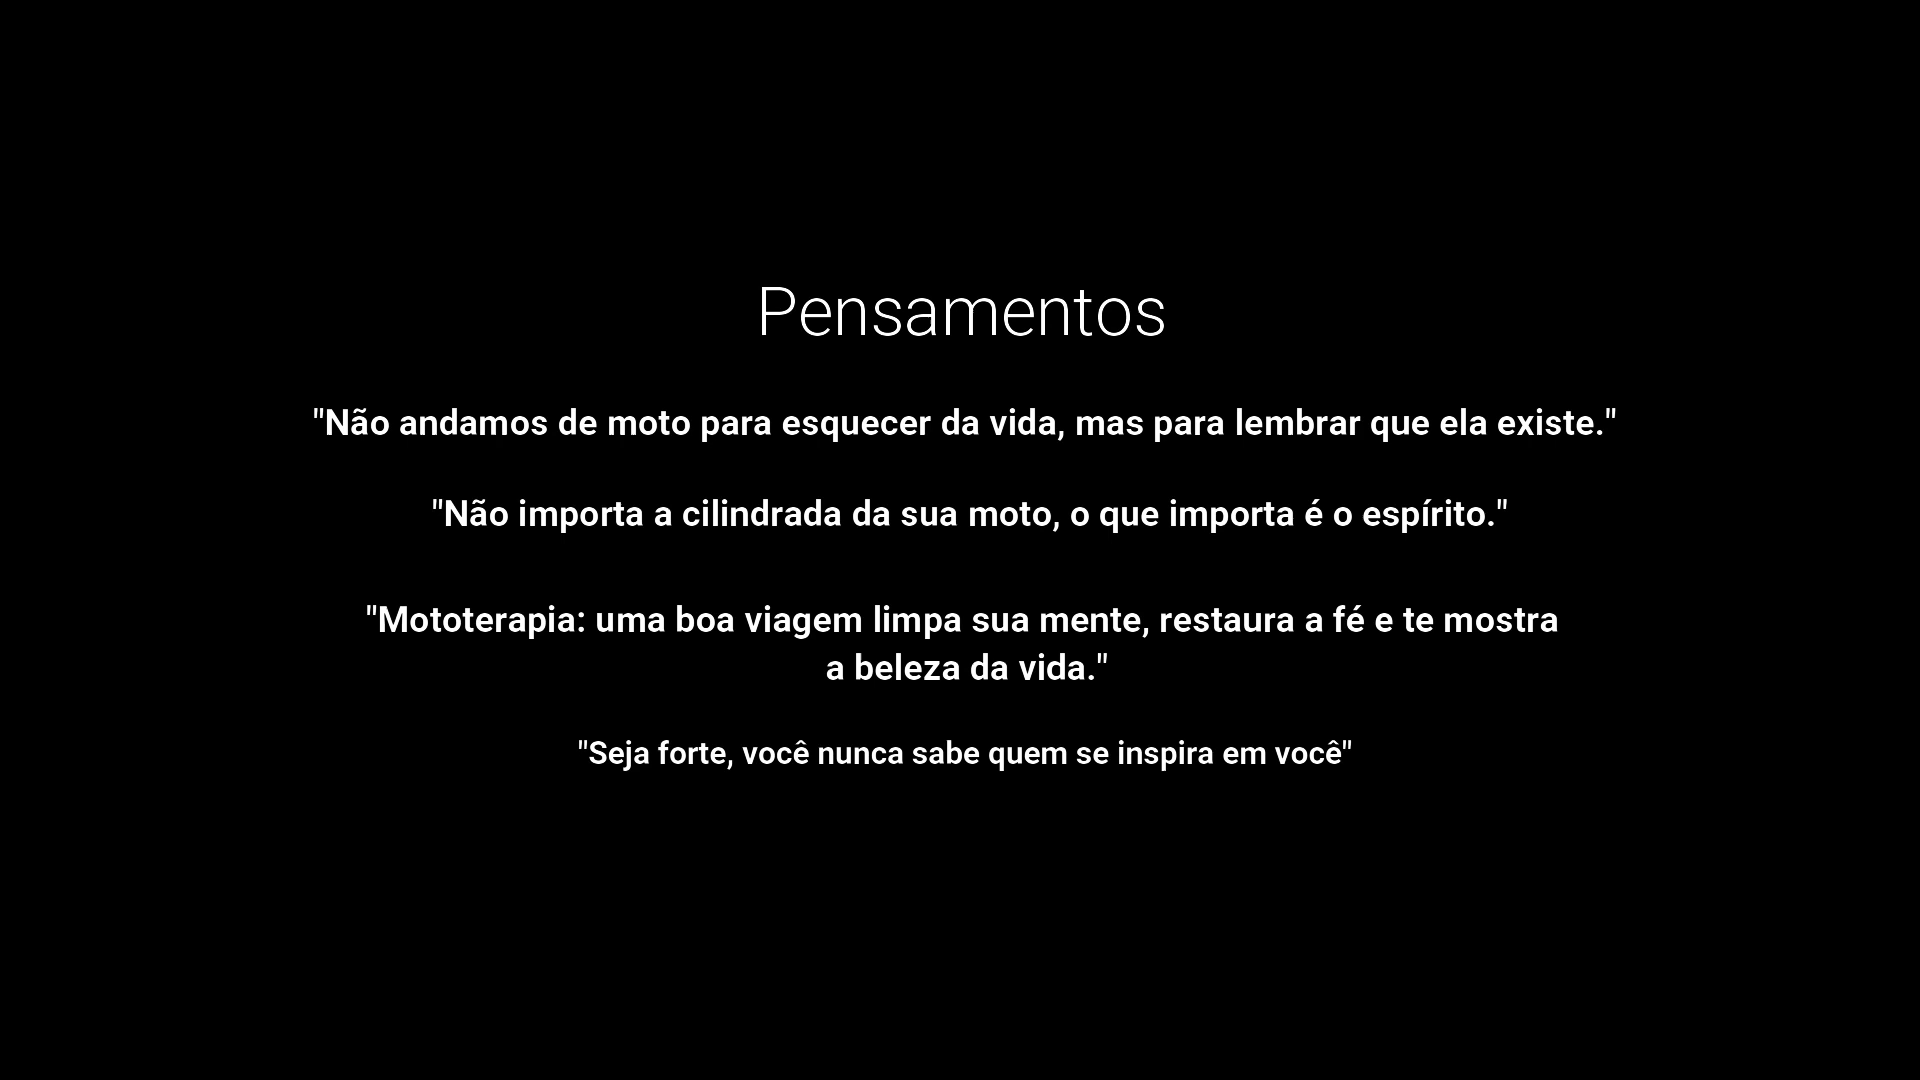 Pensamentos
"Não andamos de moto para esquecer da vida, mas para lembrar que ela existe."
"Não importa a cilindrada da sua moto, o que importa é o espírito."
"Mototerapia: uma boa viagem limpa sua mente, restaura a fé e te mostra
a beleza da vida."
"Seja forte, você nunca sabe quem se inspira em você"